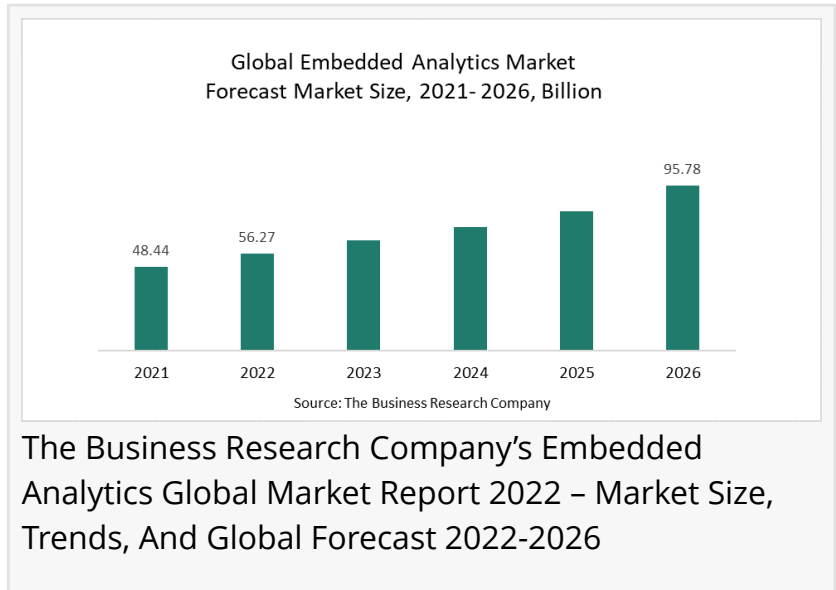 Global Embedded Analytics Market
Forecast Market Size, 2021- 2026, Billion
95.78
56.27
48.44
2021 2022 2023 2024 2025 2026
Source: The Business Research Company
The Business Research Company’s Embedded
Analytics Global Market Report 2022 – Market Size,
Trends, And Global Forecast 2022-2026